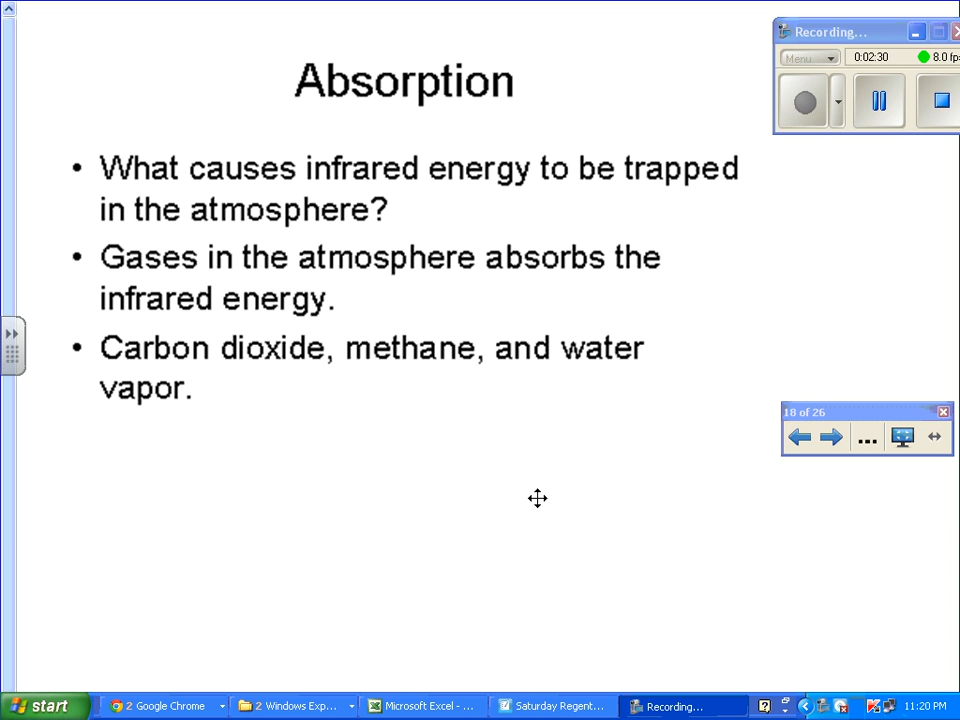 Recording...
Menu
0:02:30
8.0 fp
Absorption
• What causes infrared energy to be trapped
in the atmosphere?
• Gases in the atmosphere absorbs the
infrared energy.
• Carbon dioxide, methane, and water
vapor.
18 of 26
...
start
2 Google Chrome
2 Windows Exp...
Microsoft Excel - ...
Saturday Regent...
Recording...
11:20 PM